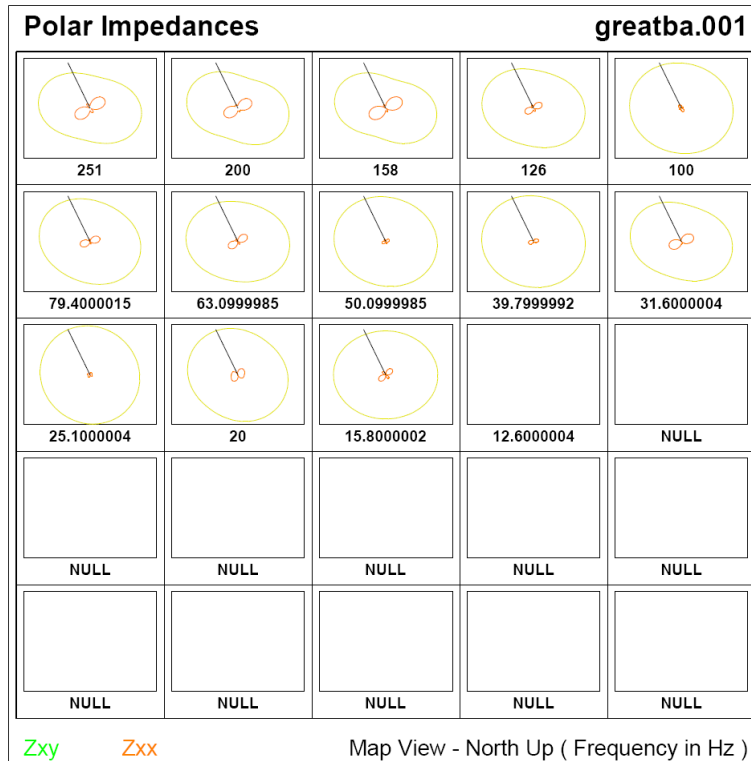 Polar Impedances greatba.001
251 200 158 126 100
79.4000015 63.0999985 50.0999985 39.7999992 31.6000004
25.1000004 20 15.8000002 12.6000004 NULL
NULL NULL NULL NULL NULL
NULL NULL NULL NULL NULL
Zxy Zxx Map View - North Up ( Frequency in Hz )